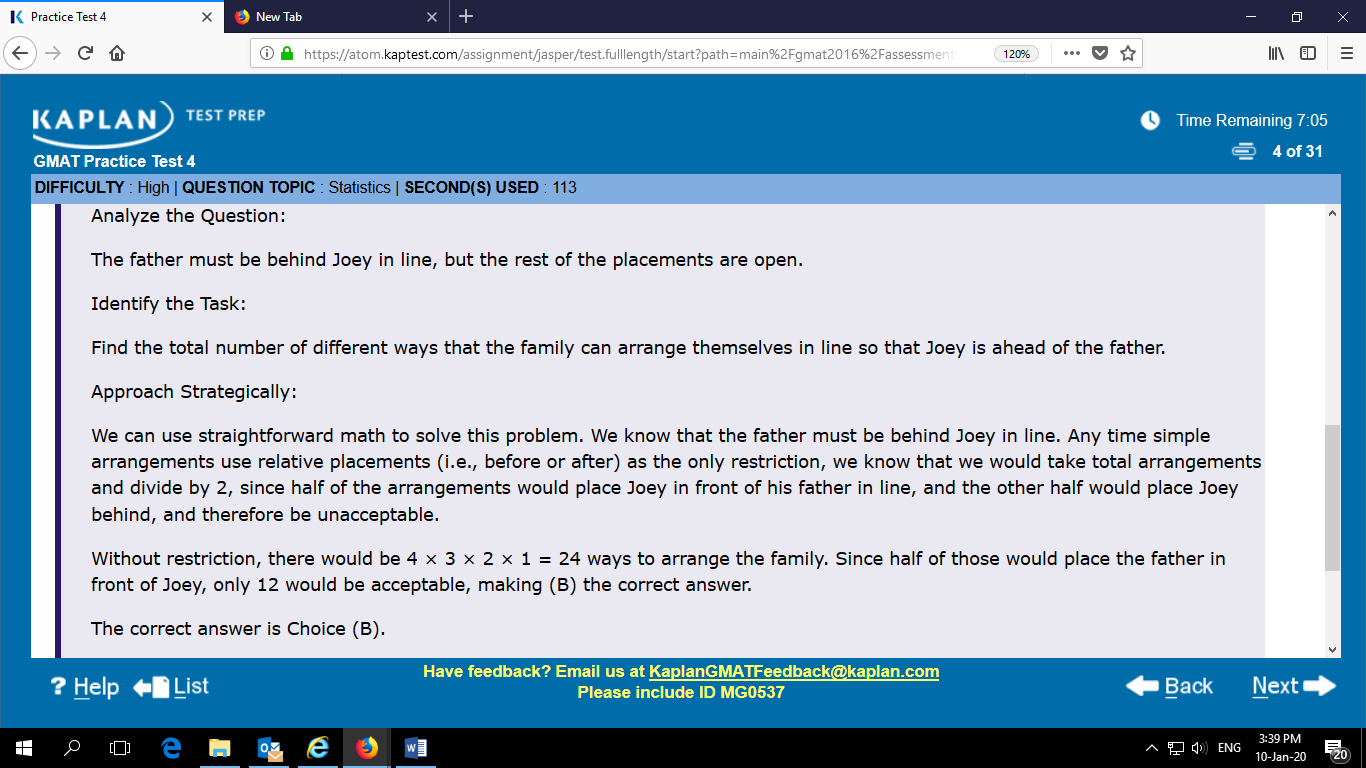 Practice Test 4
New Tab
https://atom.kaptest.com/assignment/jasper/test.fulllength/start?path=main%2Fgmat2016%2Fassessment
120%
KAPLAN TEST PREP
Time Remaining 7:05
GMAT Practice Test 4
4 of 31
DIFFICULTY : High | QUESTION TOPIC : Statistics | SECOND(S) USED : 113
Analyze the Question:
The father must be behind Joey in line, but the rest of the placements are open.
Identify the Task:
Find the total number of different ways that the family can arrange themselves in line so that Joey is ahead of the father.
Approach Strategically:
We can use straightforward math to solve this problem. We know that the father must be behind Joey in line. Any time simple
arrangements use relative placements (i.e., before or after) as the only restriction, we know that we would take total arrangements
and divide by 2, since half of the arrangements would place Joey in front of his father in line, and the other half would place Joey
behind, and therefore be unacceptable.
Without restriction, there would be 4 × 3 × 2 × 1 = 24 ways to arrange the family. Since half of those would place the father in
front of Joey, only 12 would be acceptable, making (B) the correct answer.
The correct answer is Choice (B).
Have feedback? Email us at KaplanGMATFeedback@kaplan.com
Please include ID MG0537
? Help List
Back Next
ENG
3:39 PM
10-Jan-20
20